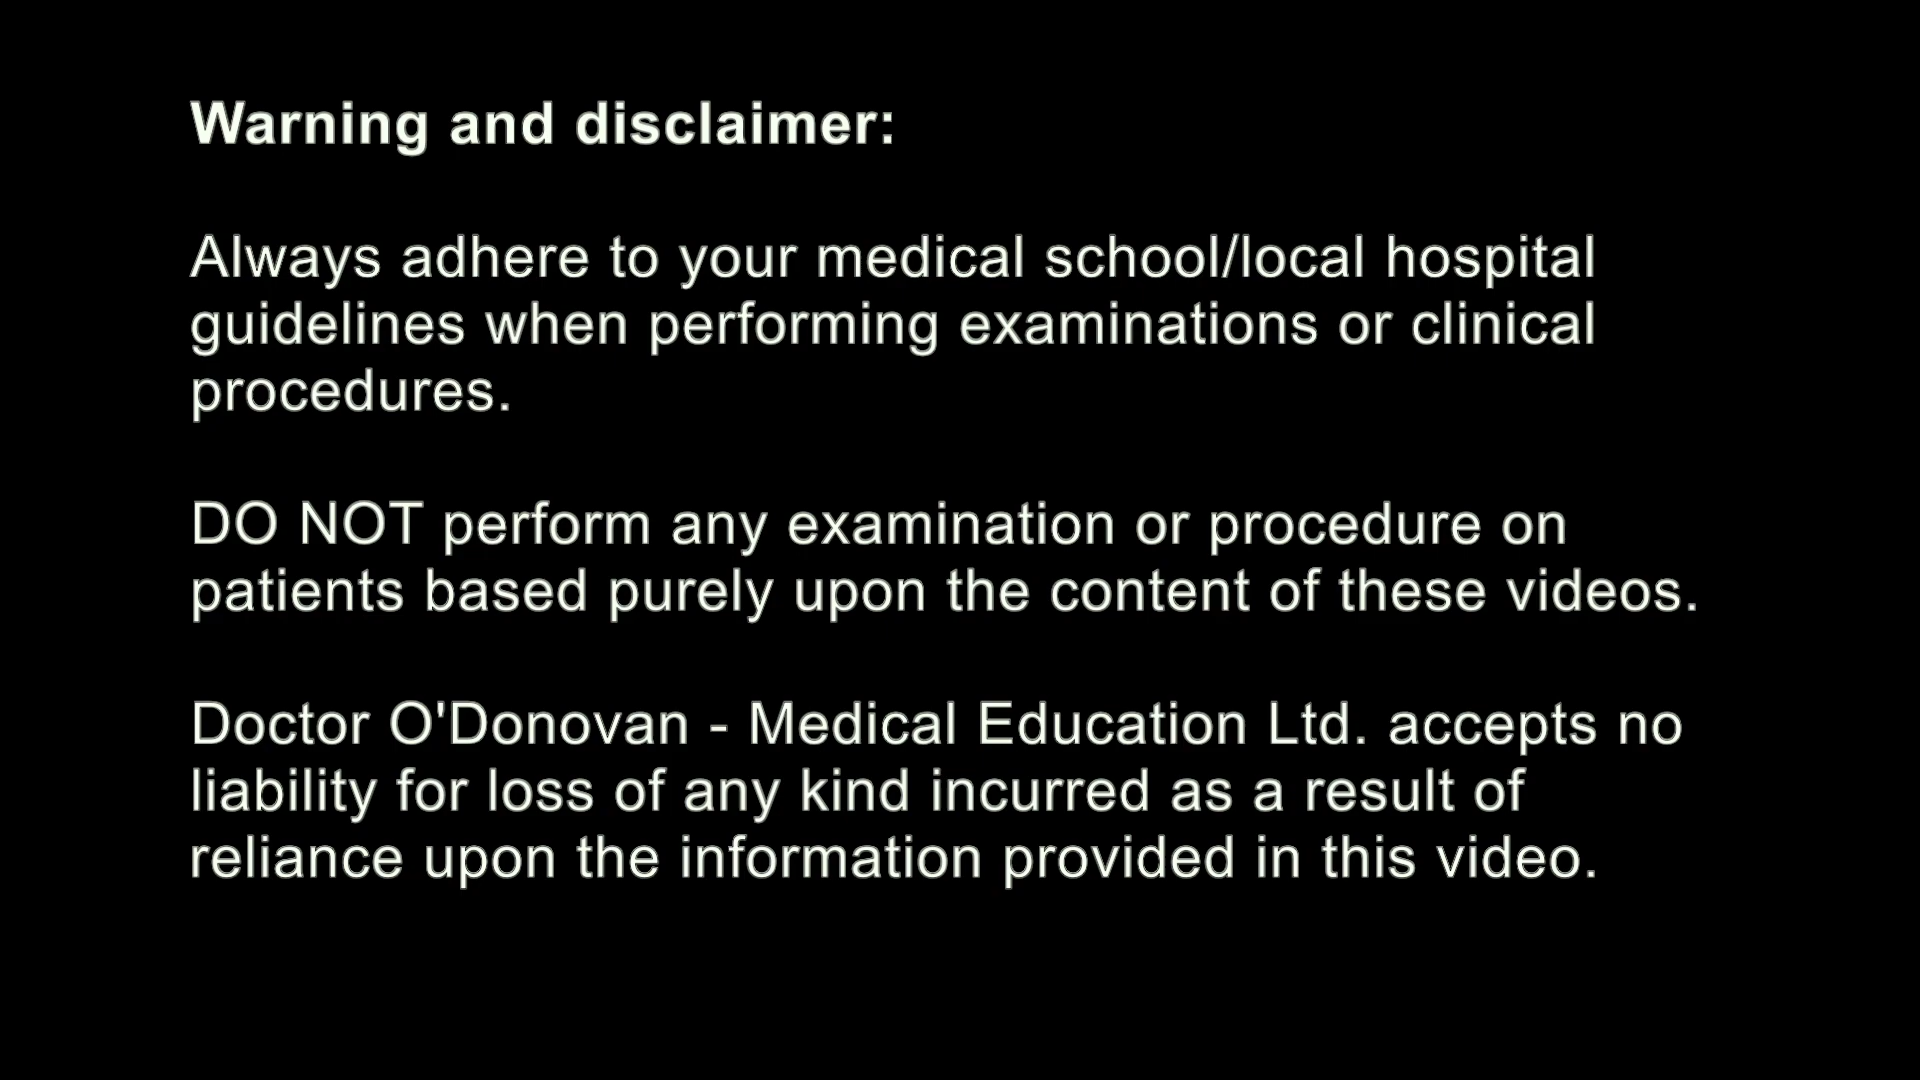 Warning and disclaimer:
Always adhere to your medical school/local hospital
guidelines when performing examinations or clinical
procedures.
DO NOT perform any examination or procedure on
patients based purely upon the content of these videos.
Doctor O'Donovan - Medical Education Ltd. accepts no
liability for loss of any kind incurred as a result of
reliance upon the information provided in this video.